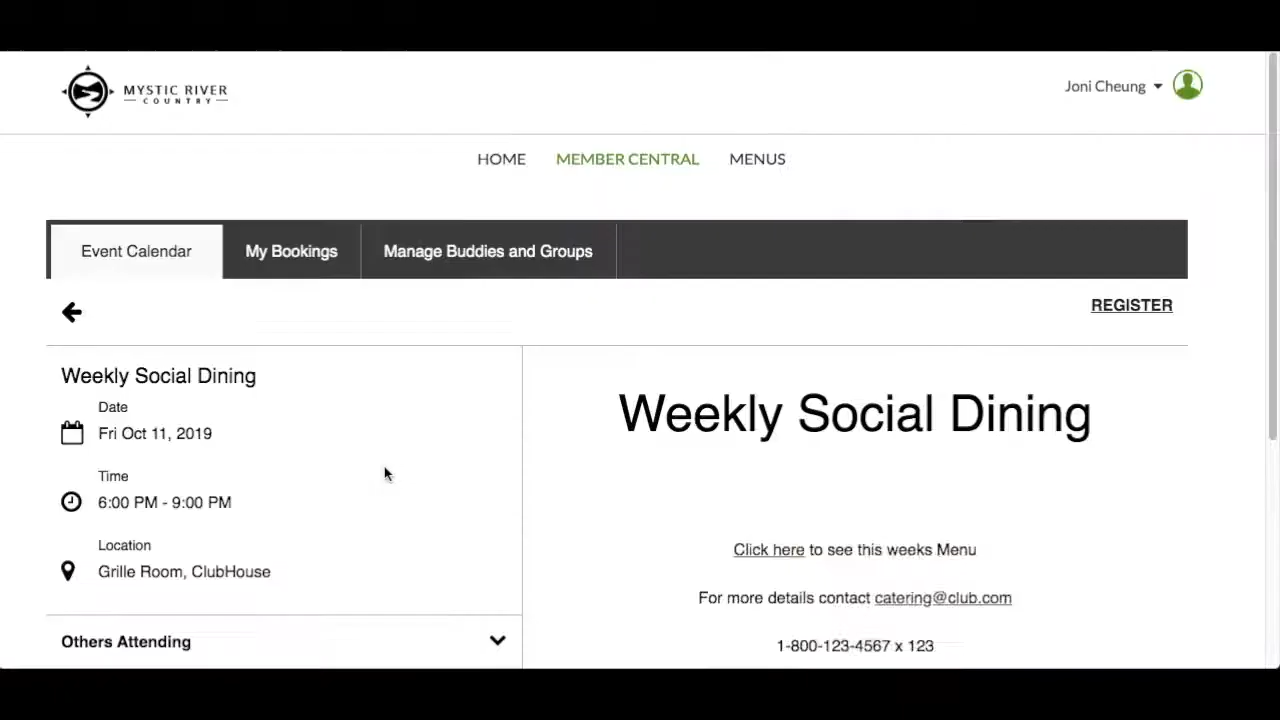 MYSTIC RIVER
COUNTRY
Joni Cheung
HOME MEMBER CENTRAL MENUS
Event Calendar My Bookings Manage Buddies and Groups
REGISTER
Weekly Social Dining
Date
Fri Oct 11, 2019
Time
6:00 PM - 9:00 PM
Location
Grille Room, ClubHouse
Others Attending
Weekly Social Dining
Click here to see this weeks Menu
For more details contact catering@club.com
1-800-123-4567 x 123